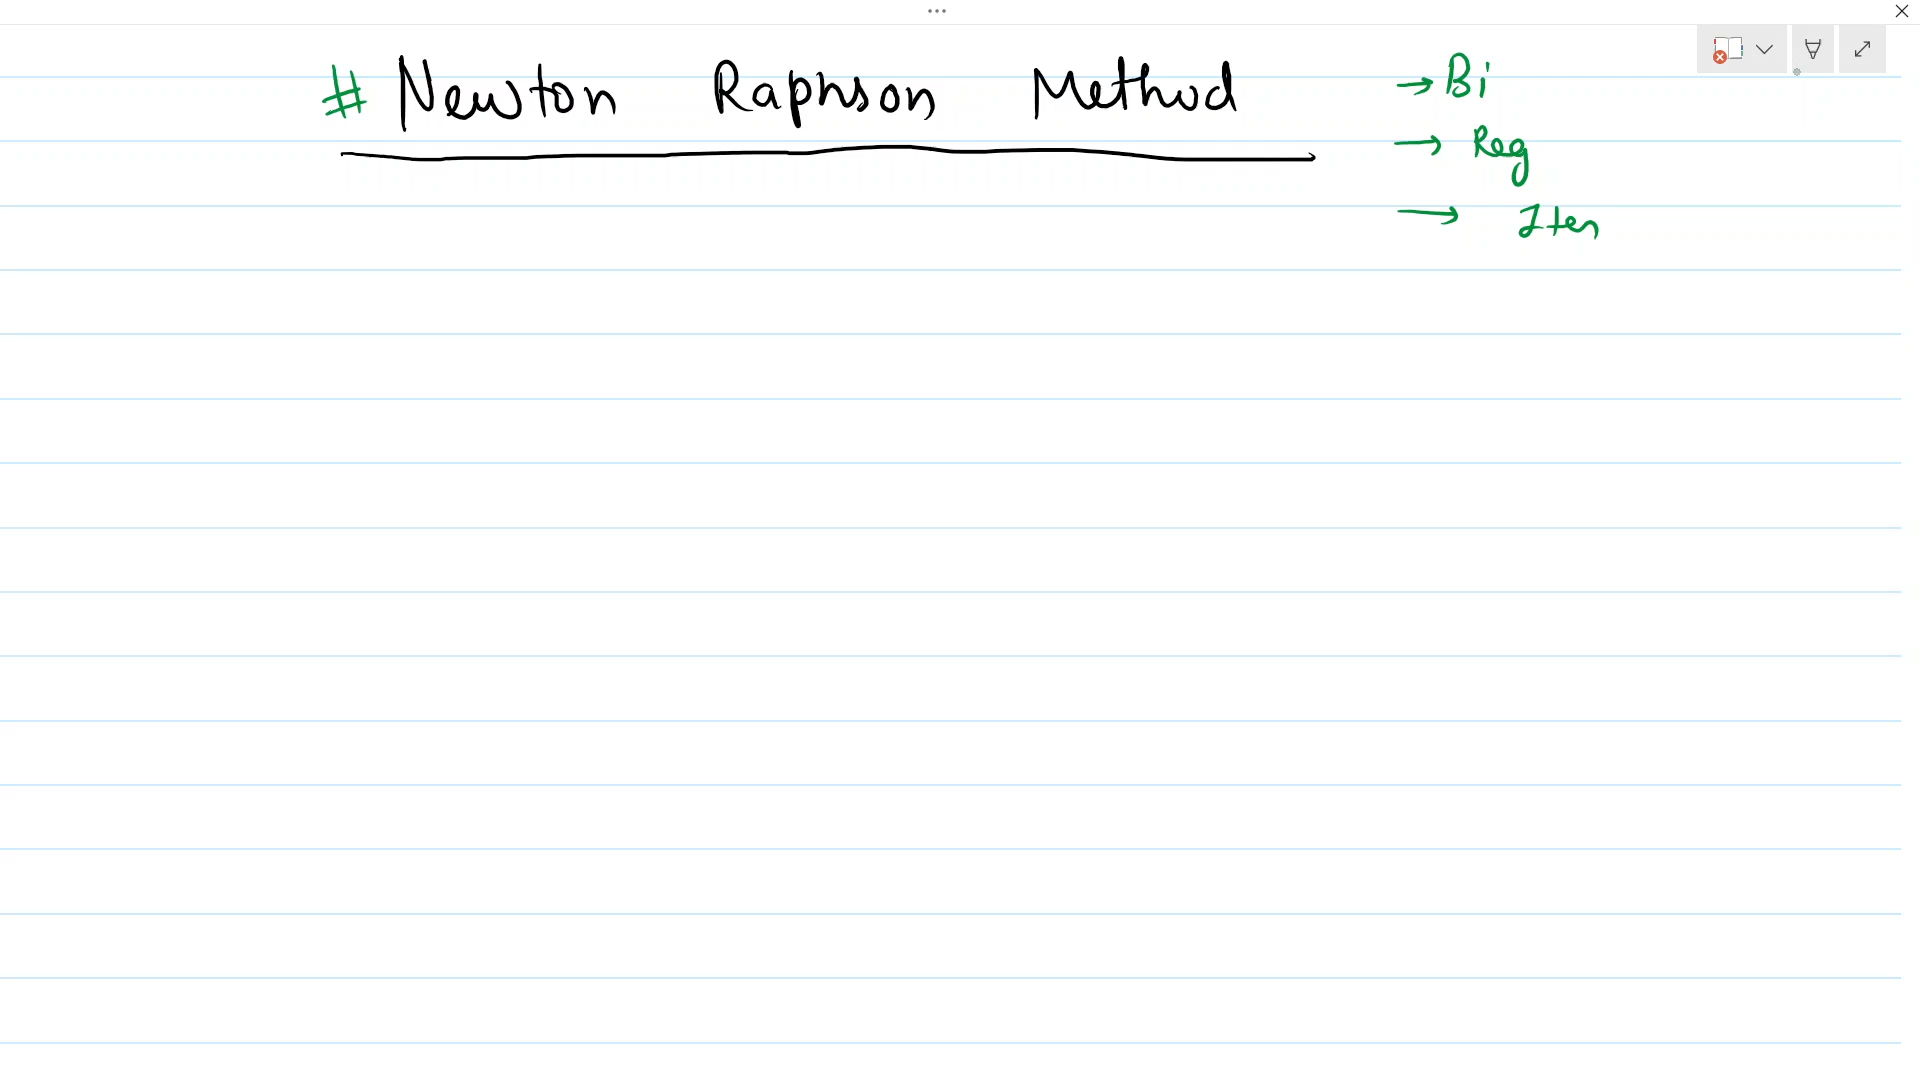 # Newton Raphson Method
→ Bi
→ Reg
→ Iter